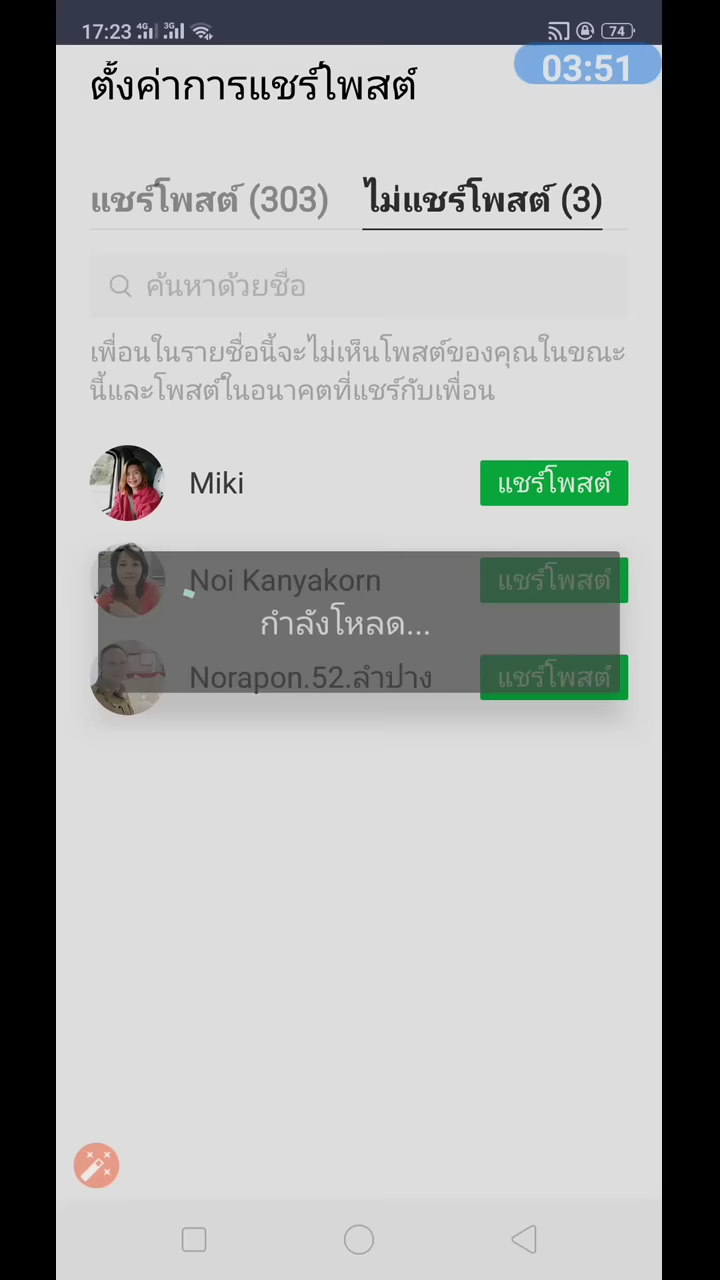 17:23 4G 3G 74
03:51
ตั้งค่าการแชร์โพสต์
แชร์โพสต์ (303) ไม่แชร์โพสต์ (3)
ค้นหาด้วยชื่อ
เพื่อนในรายชื่อนี้จะไม่เห็นโพสต์ของคุณในขณะ
นี้และโพสต์ในอนาคตที่แชร์กับเพื่อน
Miki แชร์โพสต์
Noi Kanyakorn แชร์โพสต์
กำลังโหลด...
Norapon.52.ลำปาง แชร์โพสต์